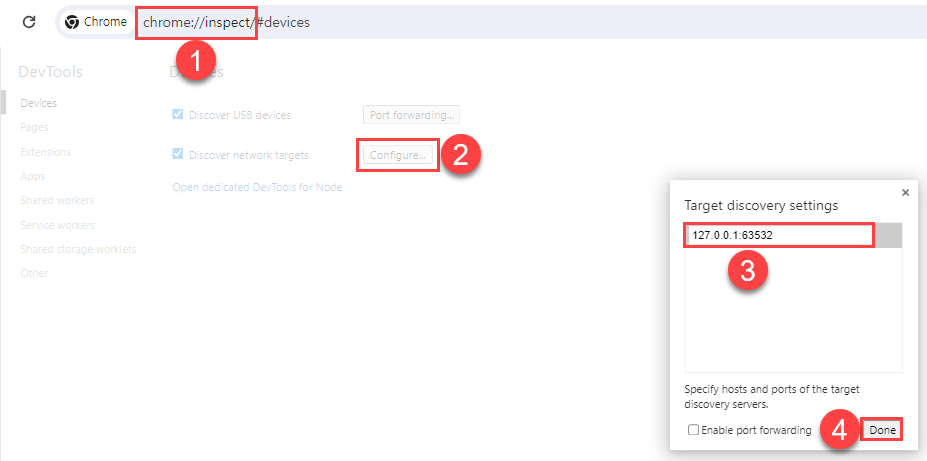 Chrome chrome://inspect/#devices
1
DevTools
Devices
Devices
Pages
Extensions
Apps
Shared workers
Service workers
Shared storage worklets
Other
Discover USB devices Port forwarding...
Discover network targets Configure... 2
Open dedicated DevTools for Node
Target discovery settings
127.0.0.1:63532
3
Specify hosts and ports of the target
discovery servers.
Enable port forwarding 4 Done